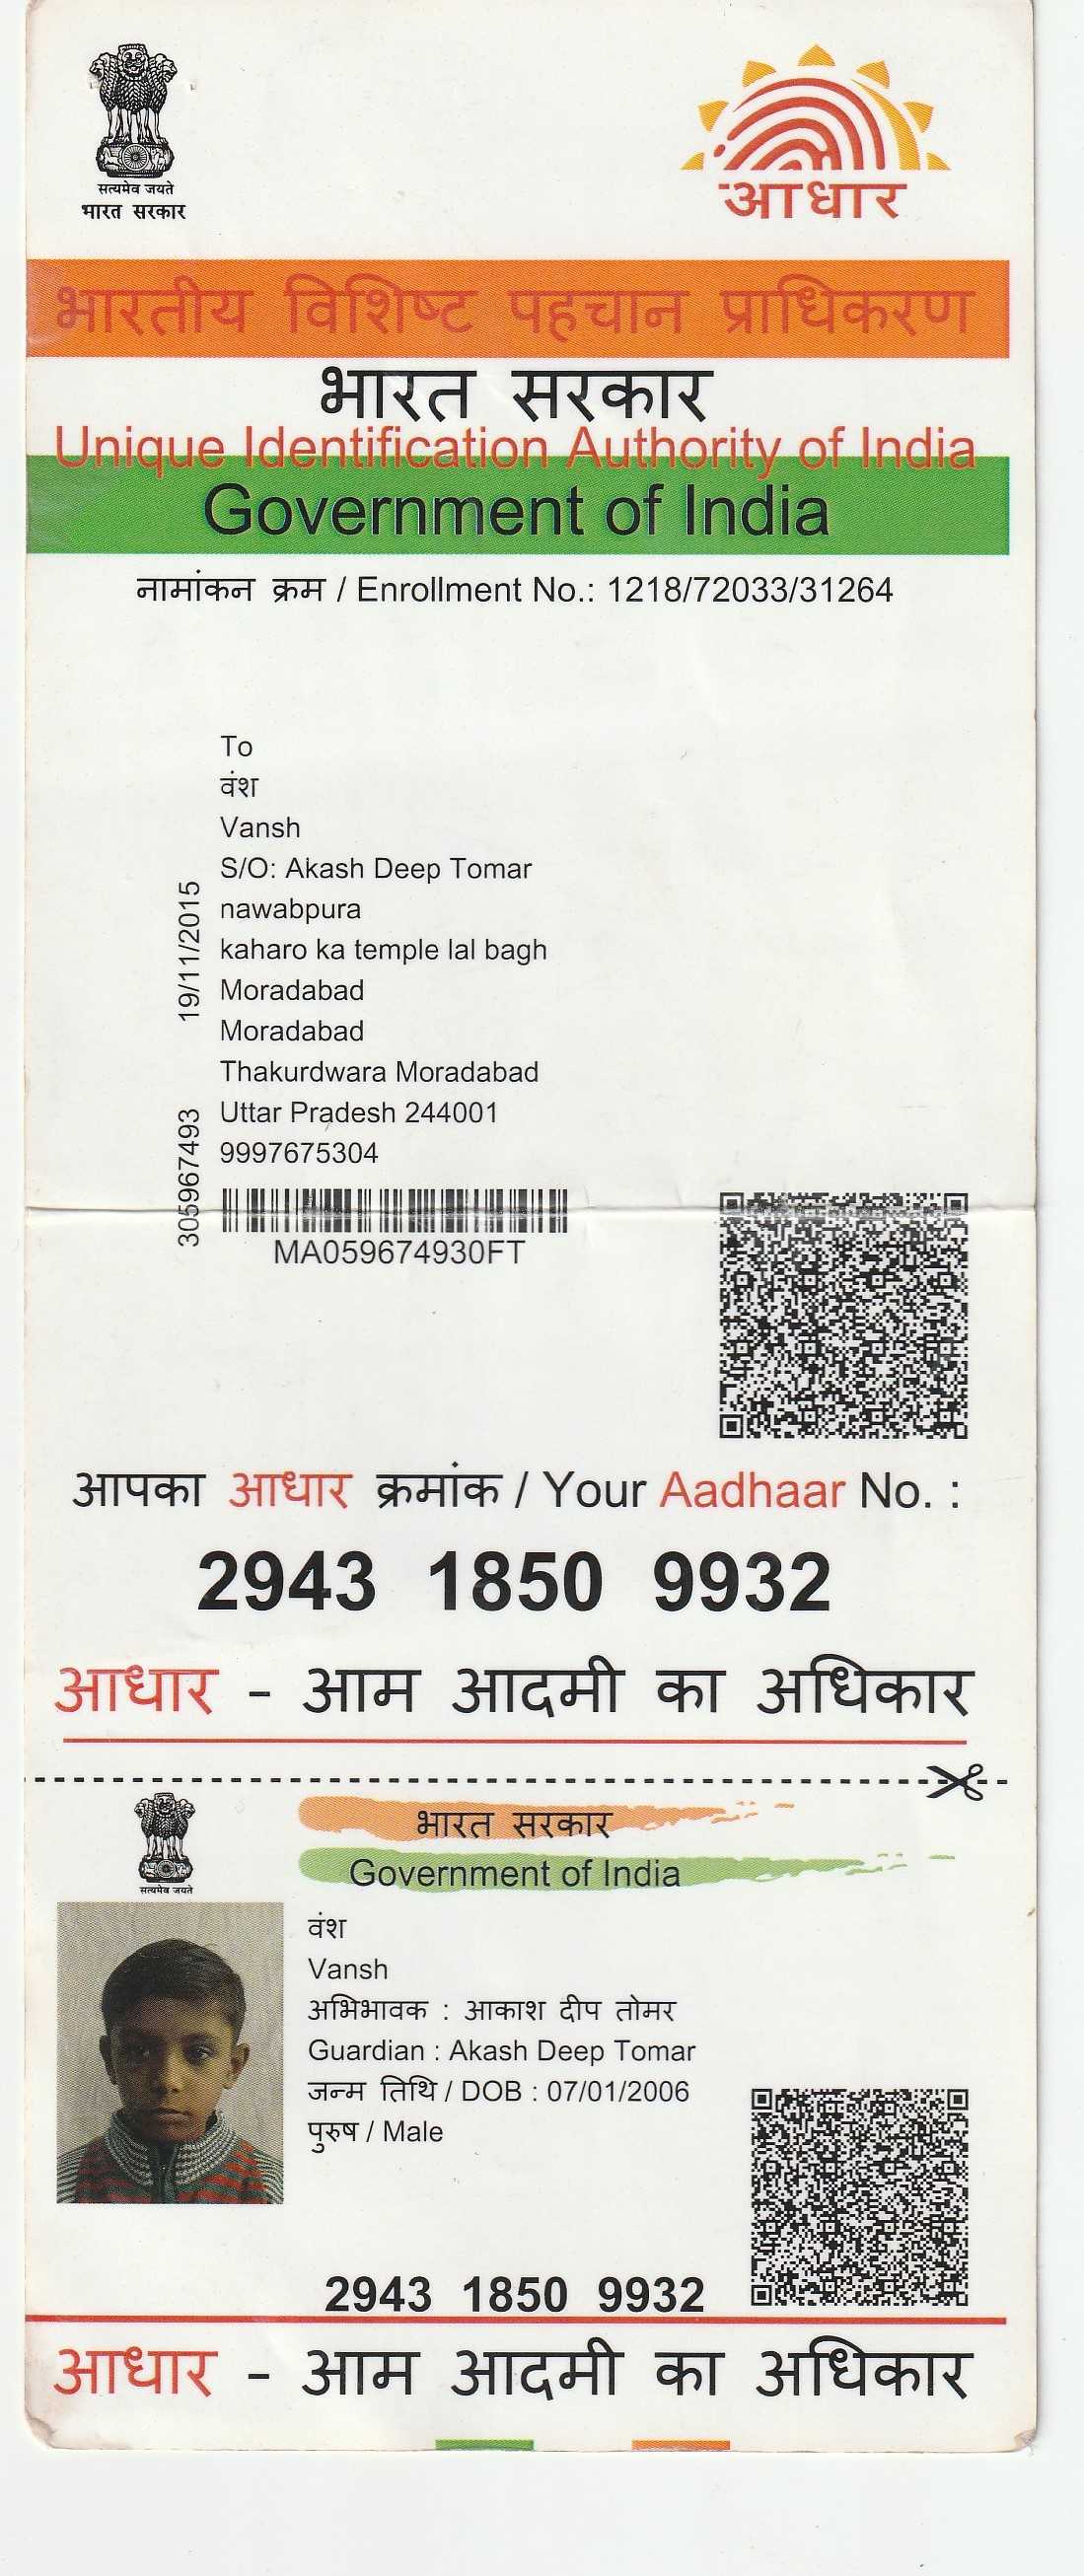 सत्यमेव जयते
भारत सरकार
आधार
भारतीय विशिष्ट पहचान प्राधिकरण
भारत सरकार
Unique Identification Authority of India
Government of India
नामांकन क्रम / Enrollment No.: 1218/72033/31264
To
वंश
Vansh
S/O: Akash Deep Tomar
nawabpura
kaharo ka temple lal bagh
Moradabad
Moradabad
Thakurdwara Moradabad
Uttar Pradesh 244001
9997675304
19/11/2015
305967493
MA059674930FT
आपका आधार क्रमांक / Your Aadhaar No. :
2943 1850 9932
आधार - आम आदमी का अधिकार
सत्यमेव जयते
भारत सरकार
Government of India
वंश
Vansh
अभिभावक : आकाश दीप तोमर
Guardian : Akash Deep Tomar
जन्म तिथि / DOB : 07/01/2006
पुरुष / Male
2943 1850 9932
आधार - आम आदमी का अधिकार